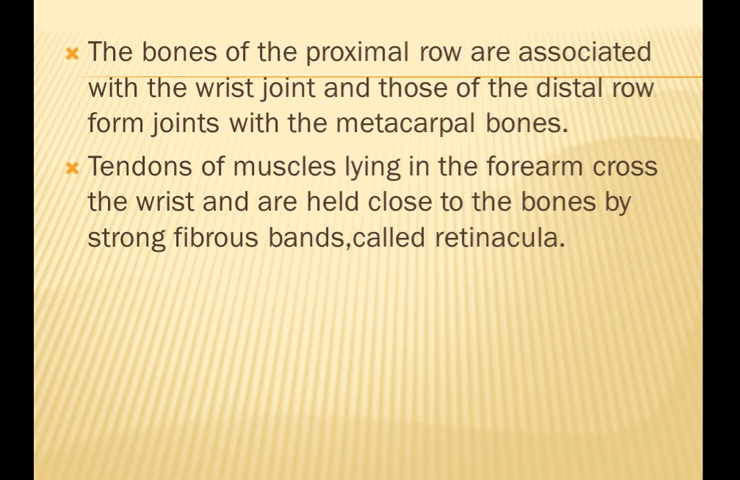 The bones of the proximal row are associated
with the wrist joint and those of the distal row
form joints with the metacarpal bones.
Tendons of muscles lying in the forearm cross
the wrist and are held close to the bones by
strong fibrous bands,called retinacula.